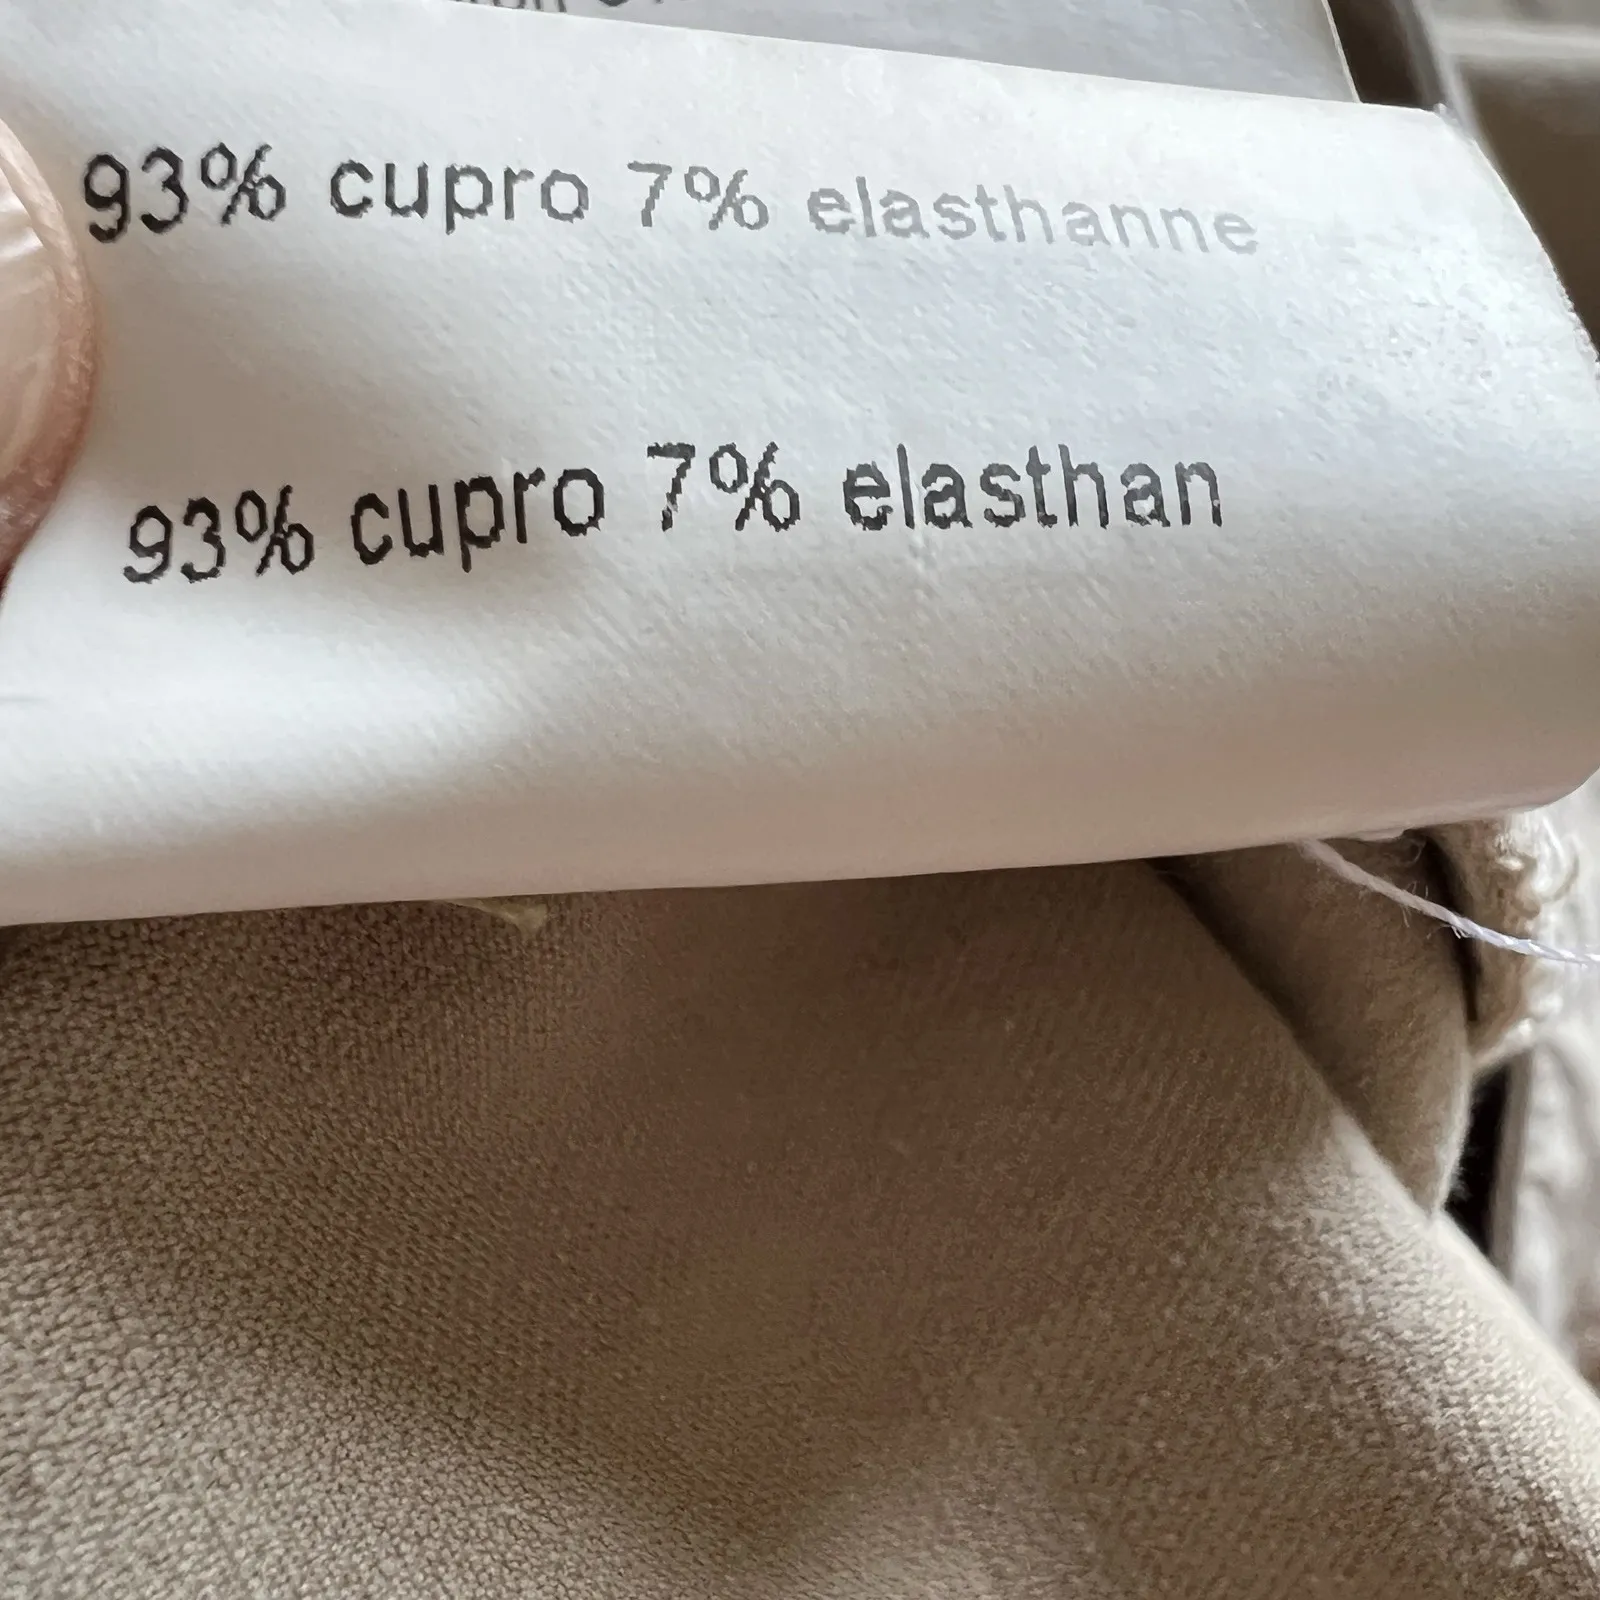 93% cupro 7% elasthanne
93% cupro 7% elasthan